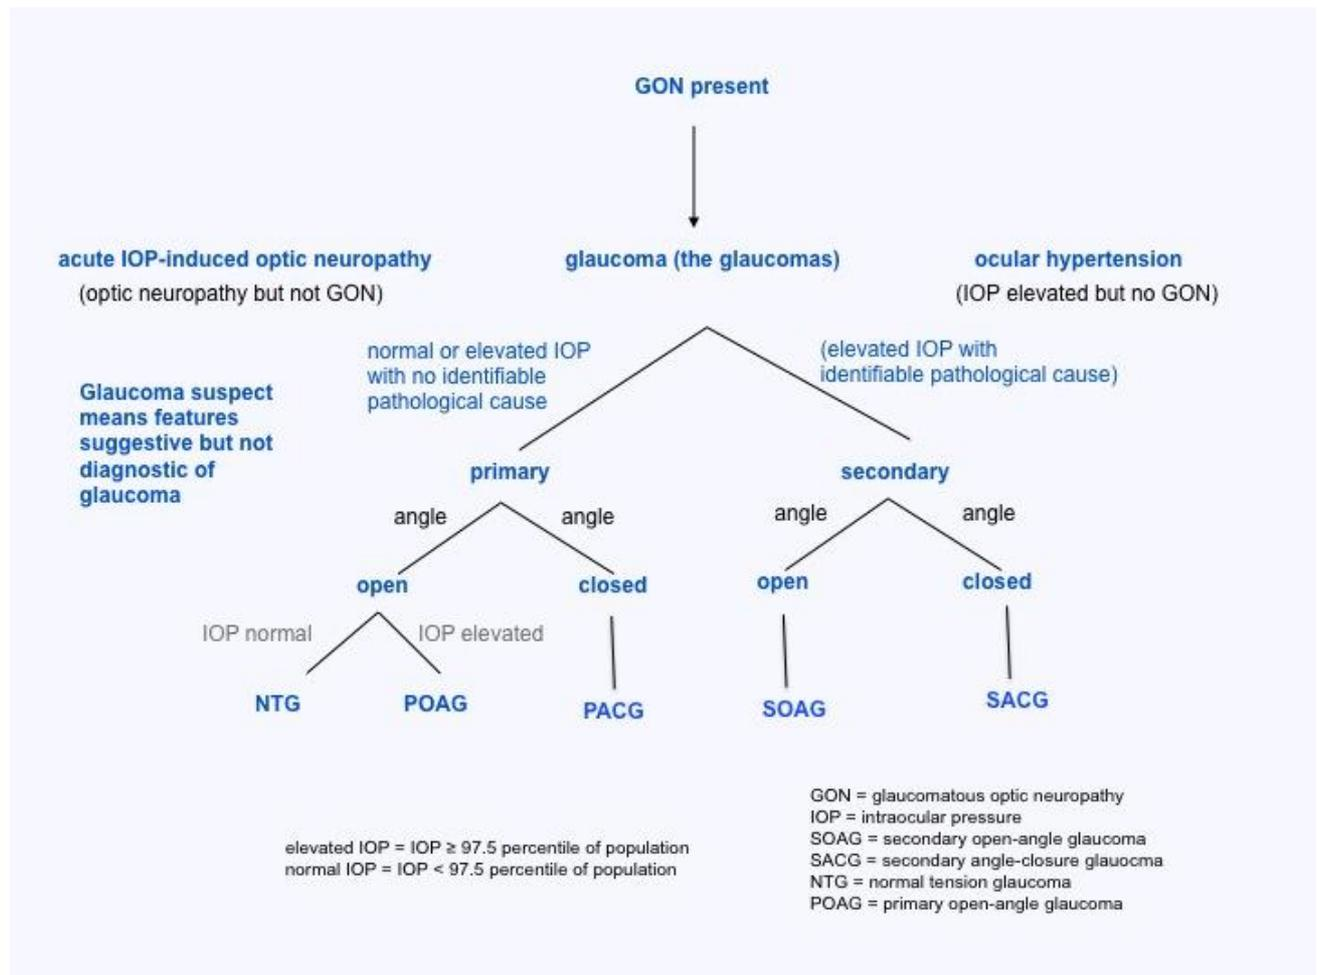 GON present
acute IOP-induced optic neuropathy
(optic neuropathy but not GON)
glaucoma (the glaucomas)
ocular hypertension
(IOP elevated but no GON)
normal or elevated IOP
with no identifiable
pathological cause
(elevated IOP with
identifiable pathological cause)
Glaucoma suspect
means features
suggestive but not
diagnostic of
glaucoma
primary
secondary
angle
angle
angle
angle
open
closed
open
closed
IOP normal
IOP elevated
NTG
POAG
PACG
SOAG
SACG
elevated IOP = IOP ≥ 97.5 percentile of population
normal IOP = IOP < 97.5 percentile of population
GON = glaucomatous optic neuropathy
IOP = intraocular pressure
SOAG = secondary open-angle glaucoma
SACG = secondary angle-closure glauocma
NTG = normal tension glaucoma
POAG = primary open-angle glaucoma